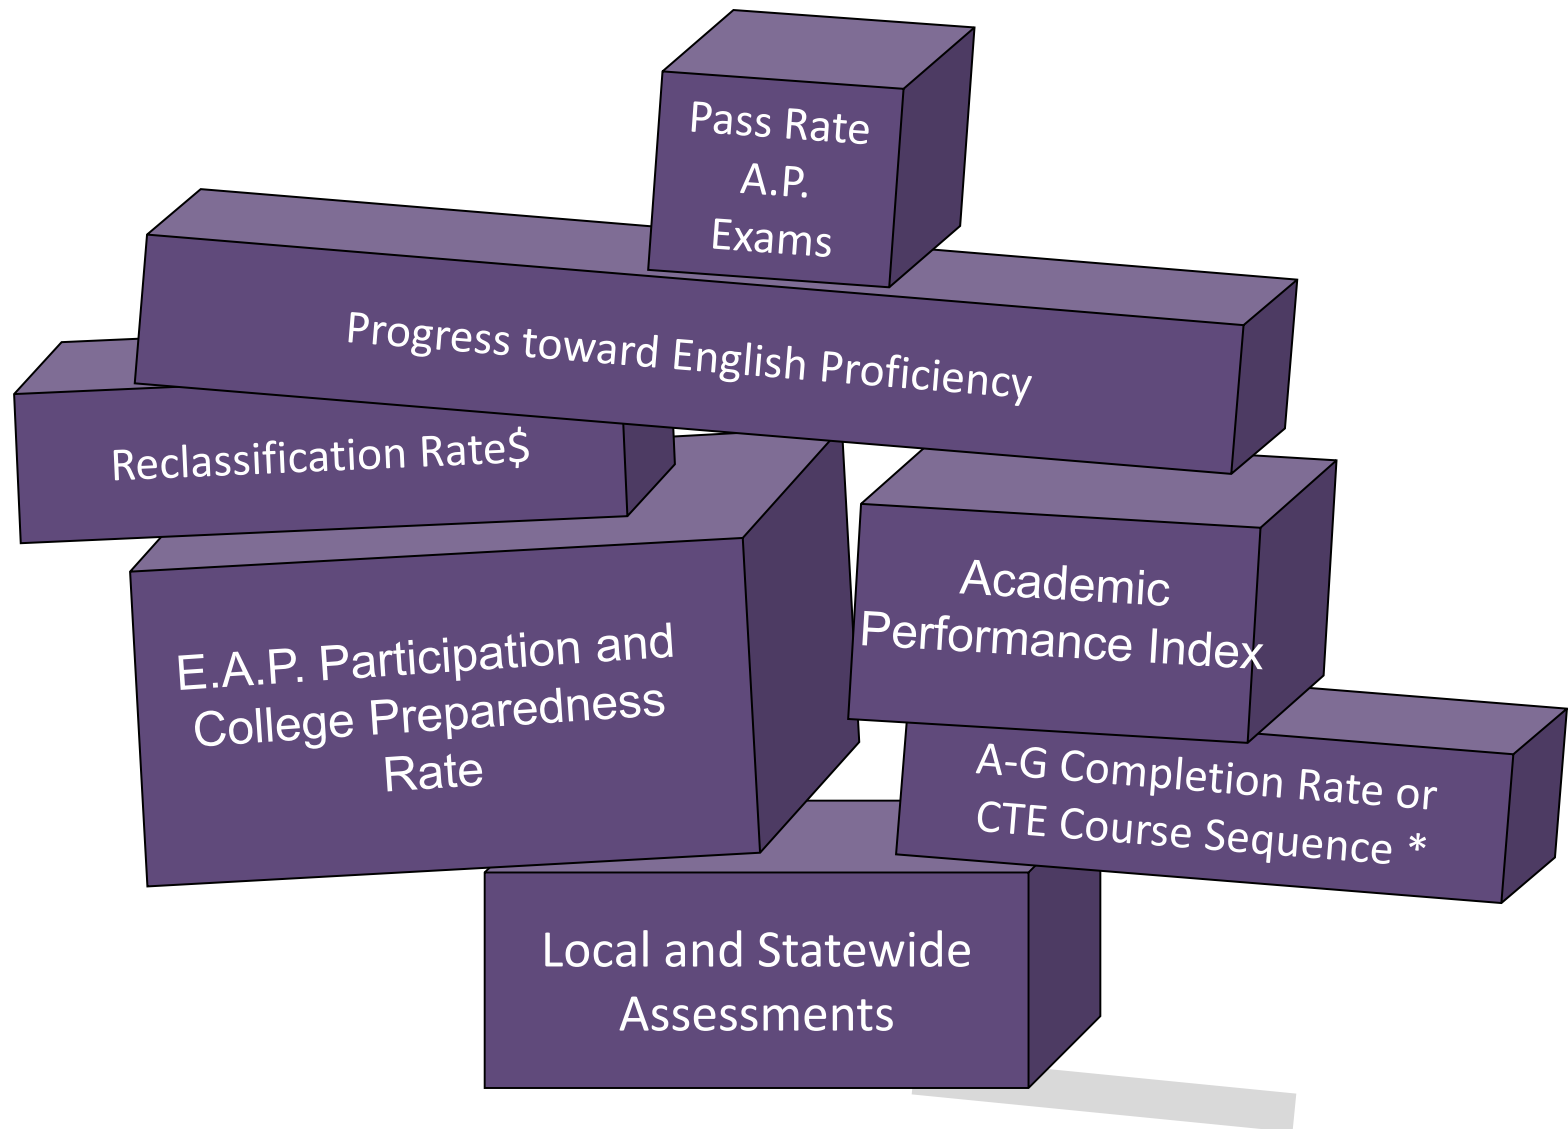 Pass Rate
A.P.
Exams
Progress toward English Proficiency
Reclassification Rate$
E.A.P. Participation and
College Preparedness
Rate
Academic
Performance Index
A-G Completion Rate or
CTE Course Sequence *
Local and Statewide
Assessments